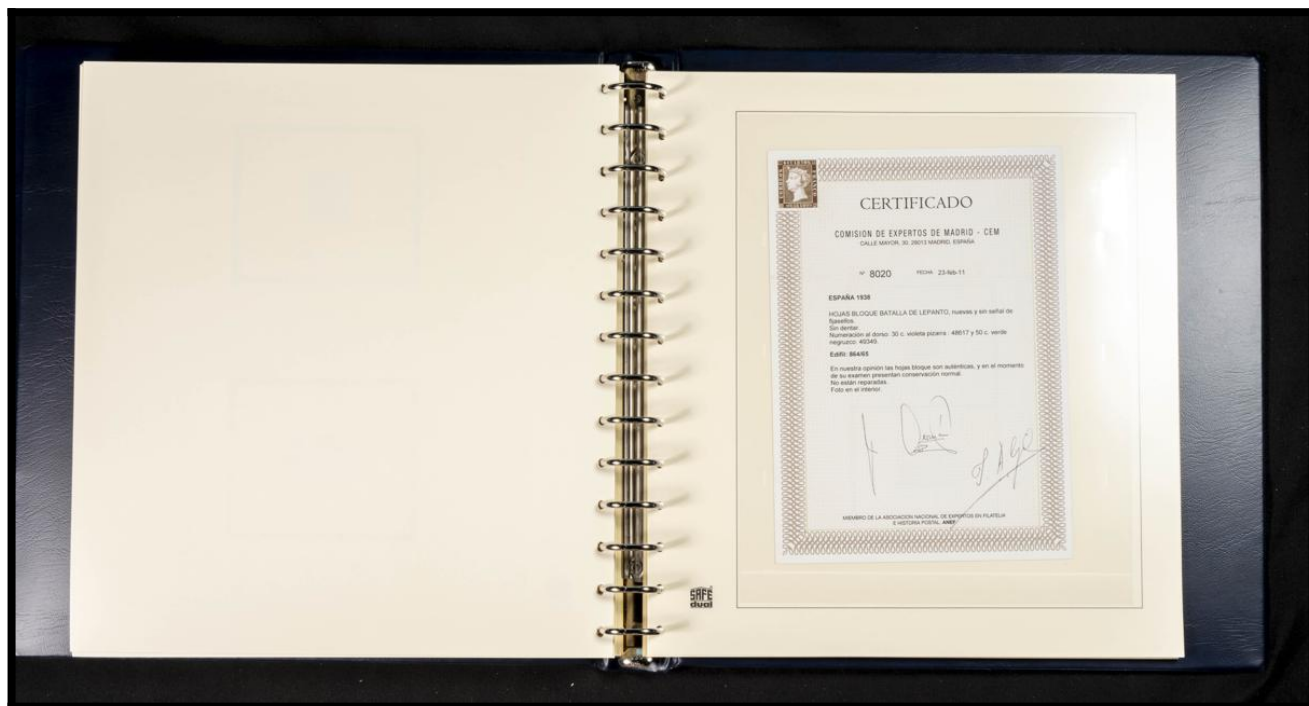 CERTIFICADO
COMISION DE EXPERTOS DE MADRID - CEM
CALLE MAYOR, 30. 28013 MADRID. ESPAÑA
Nº 8020 FECHA: 23-feb-11
ESPAÑA 1938
HOJAS BLOQUE BATALLA DE LEPANTO, nuevas y sin señal de
fijasellos.
Sin dentar.
Numeración al dorso: 30 c. violeta pizarra : 48617 y 50 c. verde
negruzco: 49345.
Edifil: 864/65
En nuestra opinión las hojas bloque son auténticas, y en el momento
de su examen presentan conservación normal.
No están reparadas.
Foto en el interior.
MIEMBRO DE LA ASOCIACIÓN NACIONAL DE EXPERTOS EN FILATELIA
E HISTORIA POSTAL. ANEF
SAFE
dual